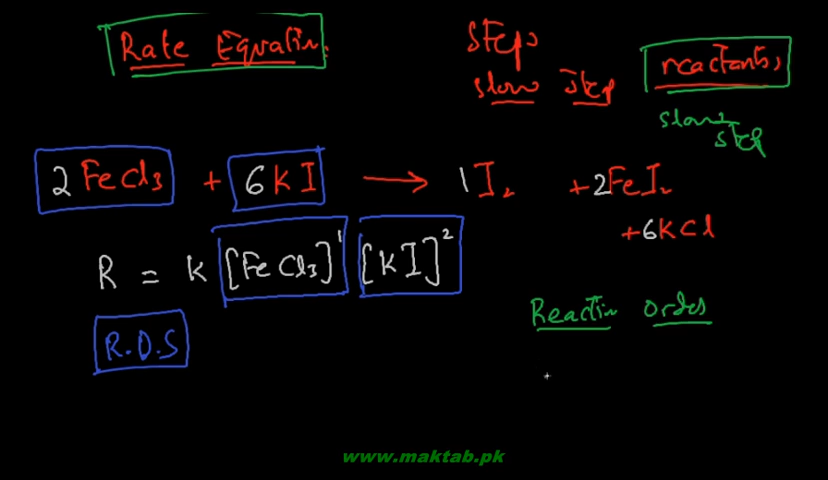 Rate Equation
Steps
slow step
reactants
slow step
2FeCl₃ + 6KI → 1I₂ + 2FeI₂
+6KCl
R = K [FeCl₃]¹ [KI]²
R.D.S
Reaction order
www.maktab.pk